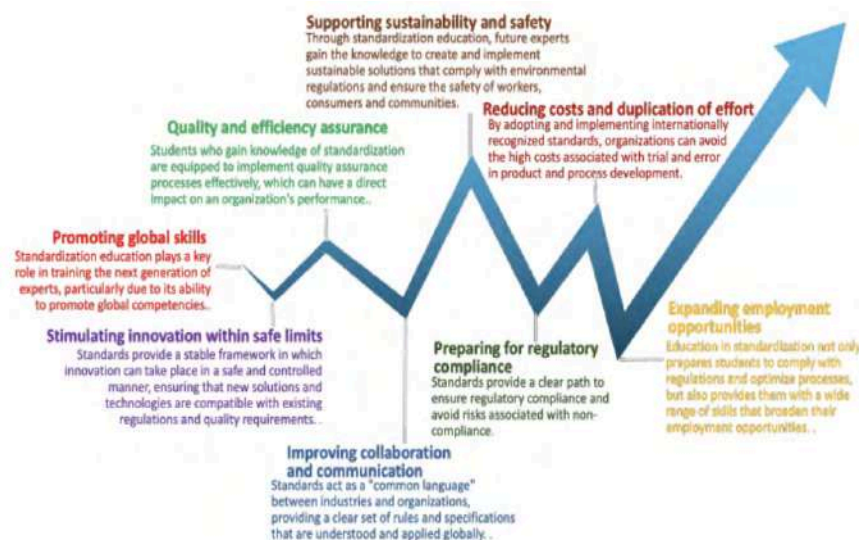 Supporting sustainability and safety
Through standardization education, future experts
gain the knowledge to create and implement
sustainable solutions that comply with environmental
regulations and ensure the safety of workers,
consumers and communities.
Reducing costs and duplication of effort
By adopting and implementing internationally
recognized standards, organizations can avoid
the high costs associated with trial and error
in product and process development.
Quality and efficiency assurance
Students who gain knowledge of standardization
are equipped to implement quality assurance
processes effectively, which can have a direct
impact on an organization's performance..
Promoting global skills
Standardization education plays a key
role in training the next generation of
experts, particularly due to its ability
to promote global competencies..
Stimulating innovation within safe limits
Standards provide a stable framework in which
innovation can take place in a safe and controlled
manner, ensuring that new solutions and
technologies are compatible with existing
regulations and quality requirements. .
Preparing for regulatory
compliance
Standards provide a clear path to
ensure regulatory compliance and
avoid risks associated with non-
compliance.
Expanding employment
opportunities
Education in standardization not only
prepares students to comply with
regulations and optimize processes,
but also provides them with a wide
range of skills that broaden their
employment opportunities. .
Improving collaboration
and communication
Standards act as a "common language"
between industries and organizations,
providing a clear set of rules and specifications
that are understood and applied globally. .